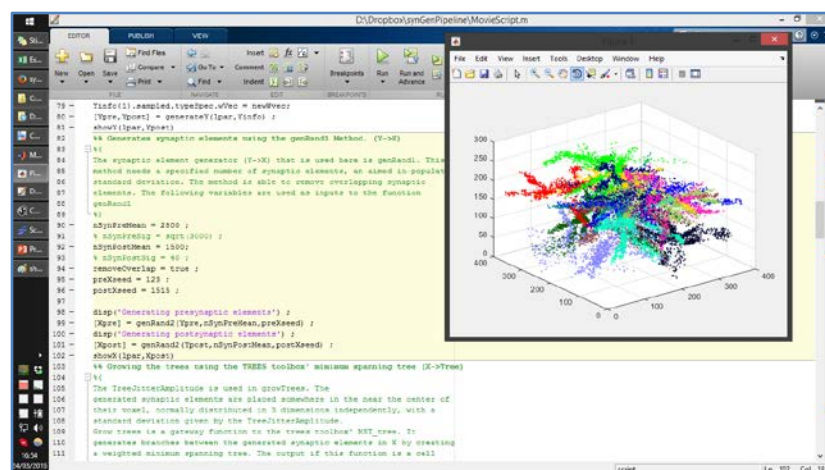 D:\Dropbox\synGenPipeline\MovieScript.m
EDITOR PUBLISH VIEW
New Open Save Find Files Compare Print Go To Find Insert Comment Indent Breakpoints Run Run and Advance
FILE NAVIGATE EDIT BREAKPOINTS
File Edit View Insert Tools Desktop Window Help
79 Yinfo(1).sampled.typeSpec.wVec = newWvec;
80 [Ypre,Ypost] = generateY(lpar,Yinfo) ;
81 showY(lpar,Ypost)
82 %% Generates synaptic elements using the genRand1 Method. (Y->X)
83 %{
84 The synaptic element generator (Y->X) that is used here is genRand1. This
85 method needs a specified number of synaptic elements, an aimed in-populat
86 standard deviation. The method is able to remove overlapping synaptic
87 elements. The following variables are used as inputs to the function
88 genRand1
89 %}
90 nSynPreMean = 2500 ;
91 % nSynPreSig = sqrt(3000) ;
92 nSynPostMean = 1500;
93 % nSynPostSig = 40 ;
94 removeOverlap = true ;
95 preXseed = 123 ;
96 postXseed = 1515 ;
97
98 disp('Generating presynaptic elements') ;
99 [Xpre] = genRand2(Ypre,nSynPreMean,preXseed) ;
100 disp('Generating postsynaptic elements') ;
101 [Xpost] = genRand2(Ypost,nSynPostMean,postXseed) ;
102 showX(lpar,Xpost)
103 %% Growing the trees using the TREES toolbox' minimum spanning tree (X->Tree)
104 %{
105 The TreeJitterAmplitude is used in growTrees. The
106 generated synaptic elements are placed somewhere in the near the center of
107 their voxel, normally distributed in 3 dimensions independently, with a
108 standard deviation given by the TreeJitterAmplitude.
109 Grow trees is a gateway function to the trees toolbox' MST_tree. It
110 generates branches between the generated synaptic elements in X by creating
111 a weighted minimum spanning tree. The output if this function is a cell
300
250
200
150
100
50
0
400
300
200
100
0
0
100
200
300
400
16:54
script Ln 102 Col 18